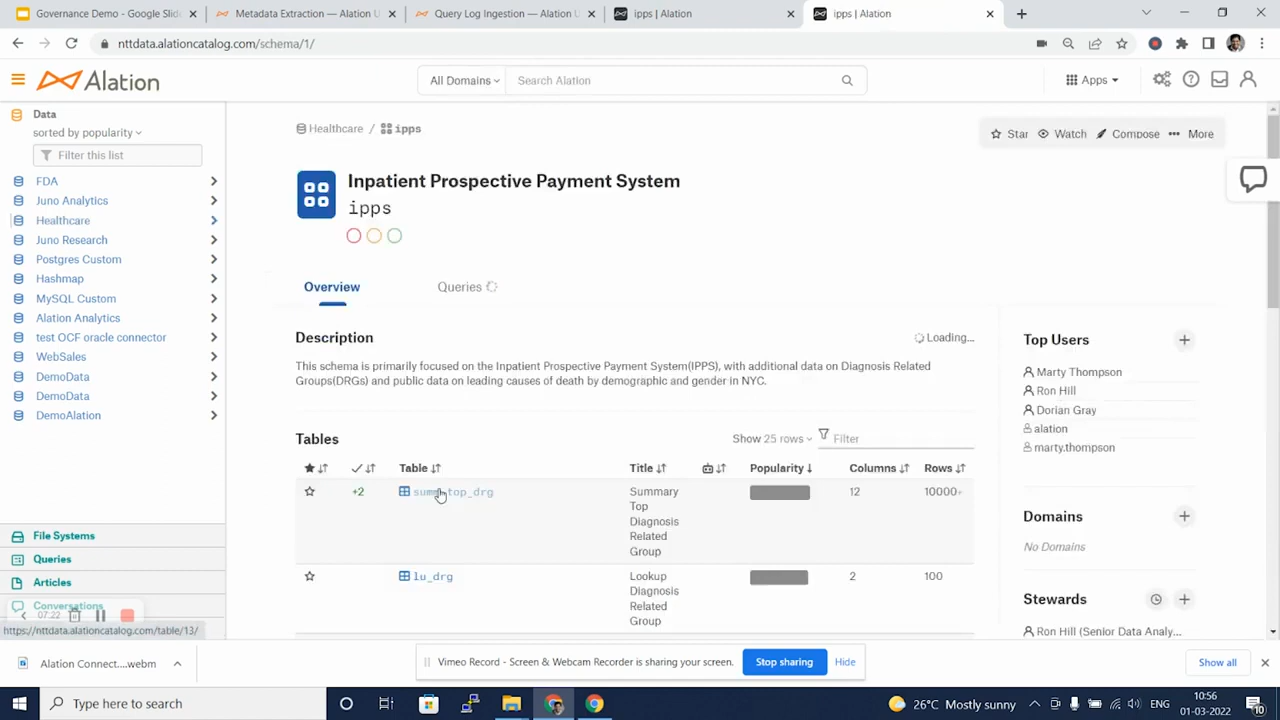 Governance Demo - Google Slid
Metadata Extraction — Alation U
Query Log Ingestion — Alation U
ipps | Alation
ipps | Alation
nttdata.alationcatalog.com/schema/1/
Alation
All Domains
Search Alation
Apps
Data
sorted by popularity
Filter this list
FDA
Juno Analytics
Healthcare
Juno Research
Postgres Custom
Hashmap
MySQL Custom
Alation Analytics
test OCF oracle connector
WebSales
DemoData
DemoData
DemoAlation
File Systems
Queries
Articles
Conversations
07:22
https://nttdata.alationcatalog.com/table/13/
Healthcare / ipps
Star Watch Compose More
Inpatient Prospective Payment System
ipps
Overview
Queries
Description
Loading...
This schema is primarily focused on the Inpatient Prospective Payment System(IPPS), with additional data on Diagnosis Related
Groups(DRGs) and public data on leading causes of death by demographic and gender in NYC.
Tables
Show 25 rows
Filter
Table Title Popularity Columns Rows
+2 top_drg Summary 12 10000+
Top
Diagnosis
Related
Group
lu_drg Lookup 2 100
Diagnosis
Related
Group
Top Users
Marty Thompson
Ron Hill
Dorian Gray
alation
marty.thompson
Domains
No Domains
Stewards
Ron Hill (Senior Data Analy...
Alation Connect....webm
Vimeo Record - Screen & Webcam Recorder is sharing your screen.
Stop sharing
Hide
Show all
Type here to search
26°C Mostly sunny
ENG
10:56
01-03-2022
10